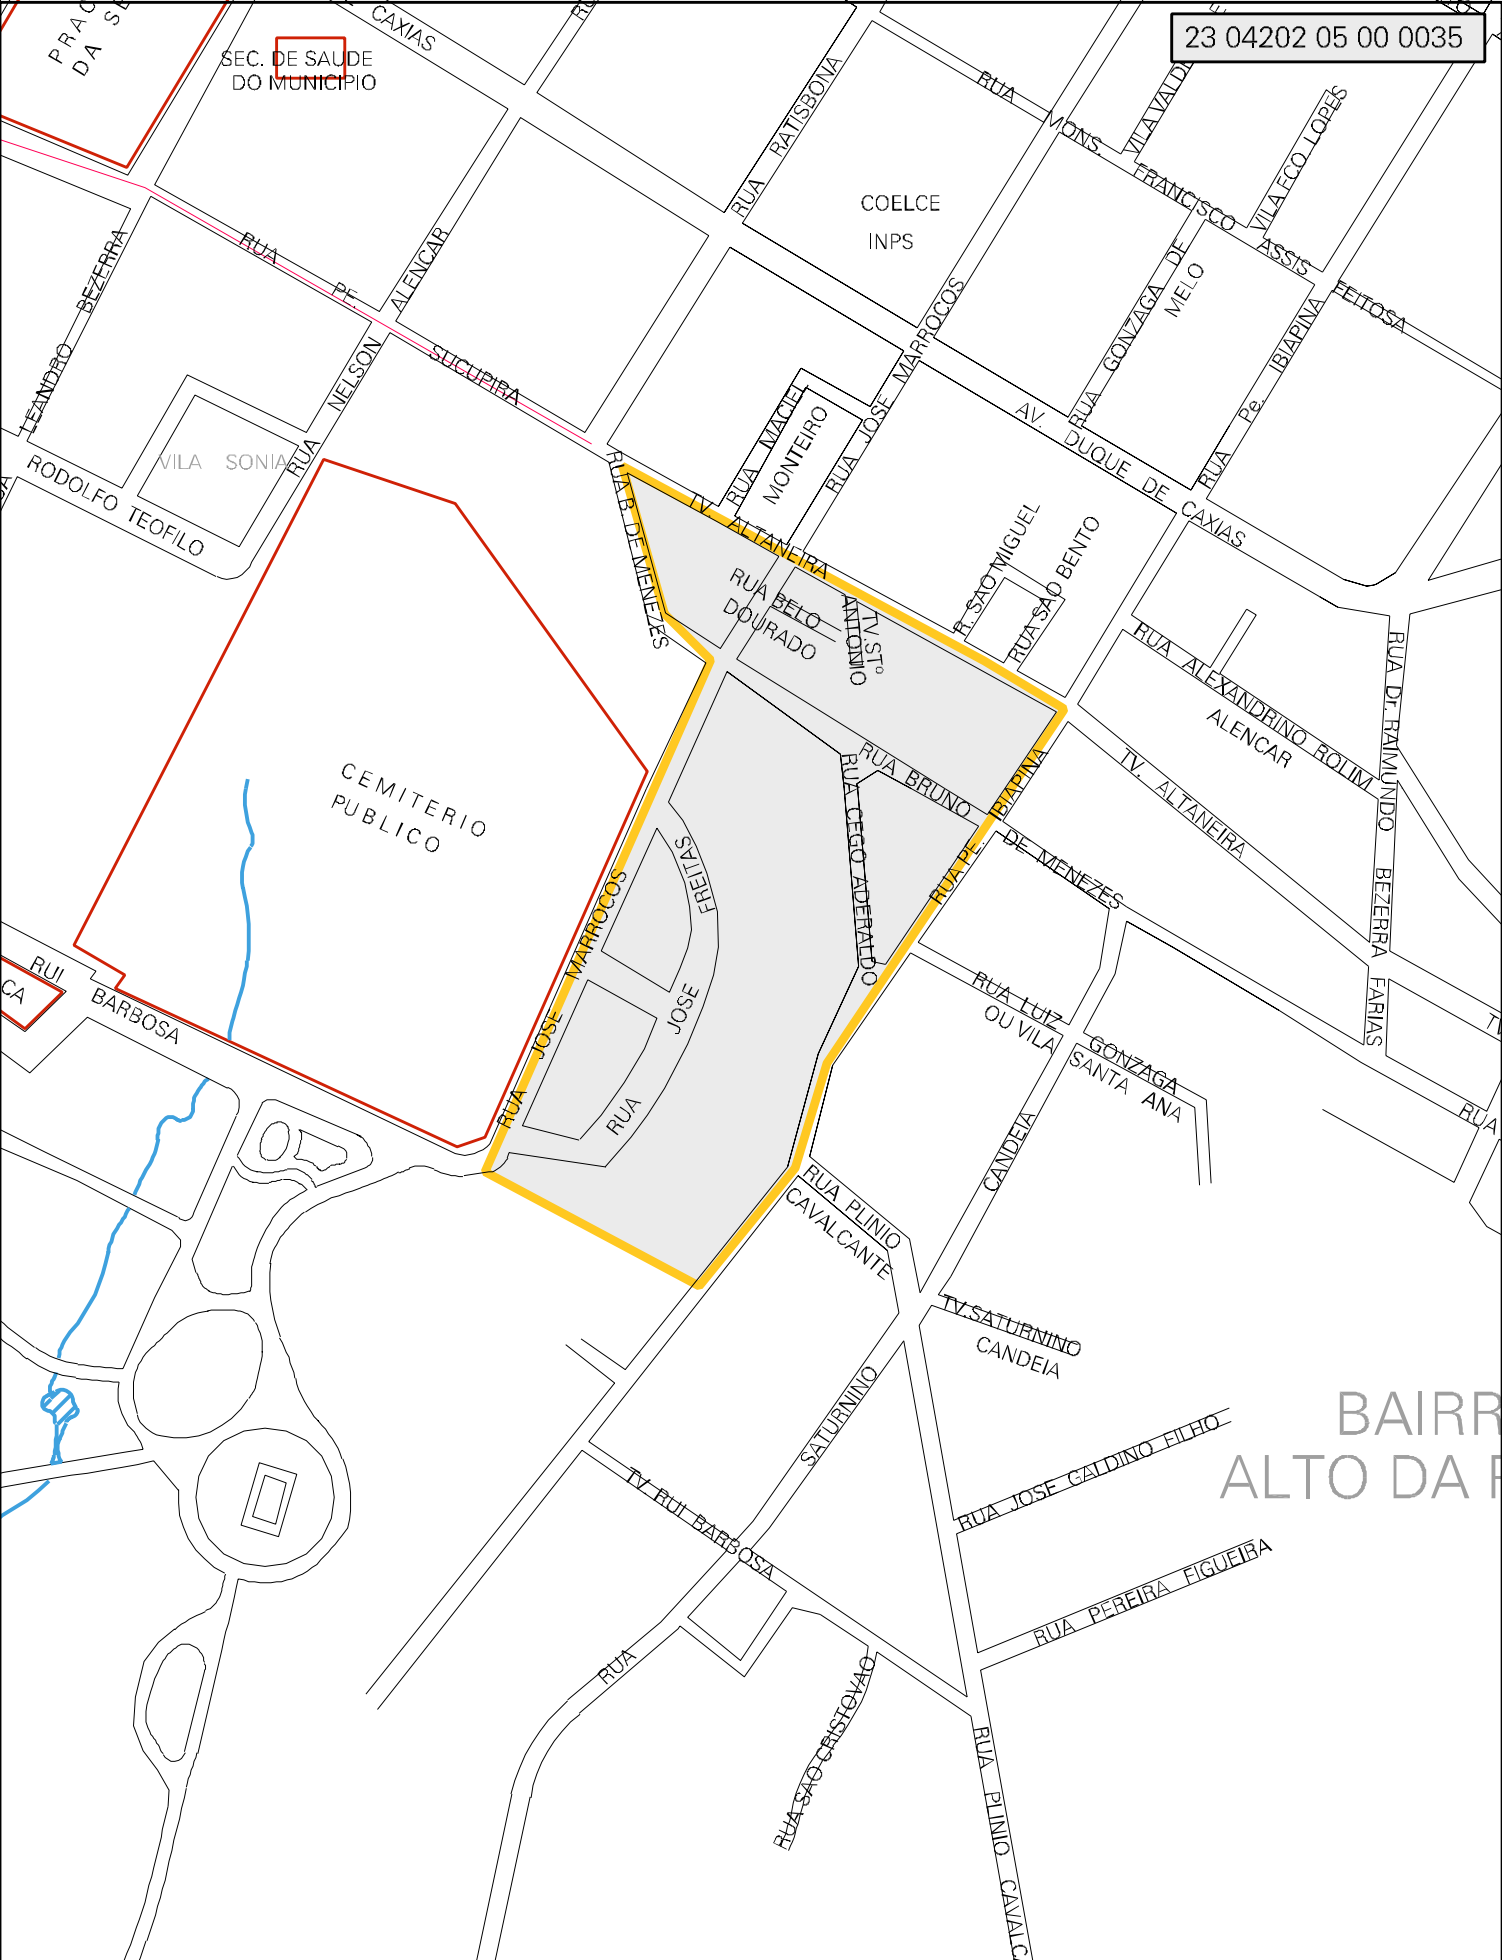 23 04202 05 00 0035
PRAC
DA SE
CAXIAS
SEC. DE SAUDE
DO MUNICIPIO
RUA RATISBONA
RUA MONS. FRANCISCO ASSIS FEITOSA
VILA VALDE
VILA FCO LOPES
COELCE
INPS
RUA PE. SUCUPIRA
LEANDRO BEZERRA
RUA NELSON ALENCAR
RUA JOSE MARROCOS
RUA GONZAGA DE
MELO
RUA Pe. IBIAPINA
AV. DUQUE DE CAXIAS
RUA MACIEL
MONTEIRO
VILA SONIA
RODOLFO TEOFILO
RUA B. DE MENEZES
TV. ALTANEIRA
R. SAO MIGUEL
RUA SAO BENTO
RUA BELO
DOURADO
TV.STº
ANTONIO
RUA ALEXANDRINO ROLIM
ALENCAR
RUA Dr. RAIMUNDO BEZERRA FARIAS
TV. ALTANEIRA
CEMITERIO
PUBLICO
RUA BRUNO DE MENEZES
RUA CEGO ADERALDO
RUA PE. IBIAPINA
RUA JOSE FREITAS
RUA JOSE MARROCOS
RUI BARBOSA
CA
RUA LUIZ GONZAGA
OU VILA SANTA ANA
TV
RUA
RUA PLINIO
CAVALCANTE
RUA SATURNINO CANDEIA
TV.SATURNINO
CANDEIA
BAIRR
ALTO DA P
RUA JOSE GALDINO FILHO
TV. RUI BARBOSA
RUA PEREIRA FIGUEIRA
RUA SAO CRISTOVAO
RUA PLINIO CAVALC